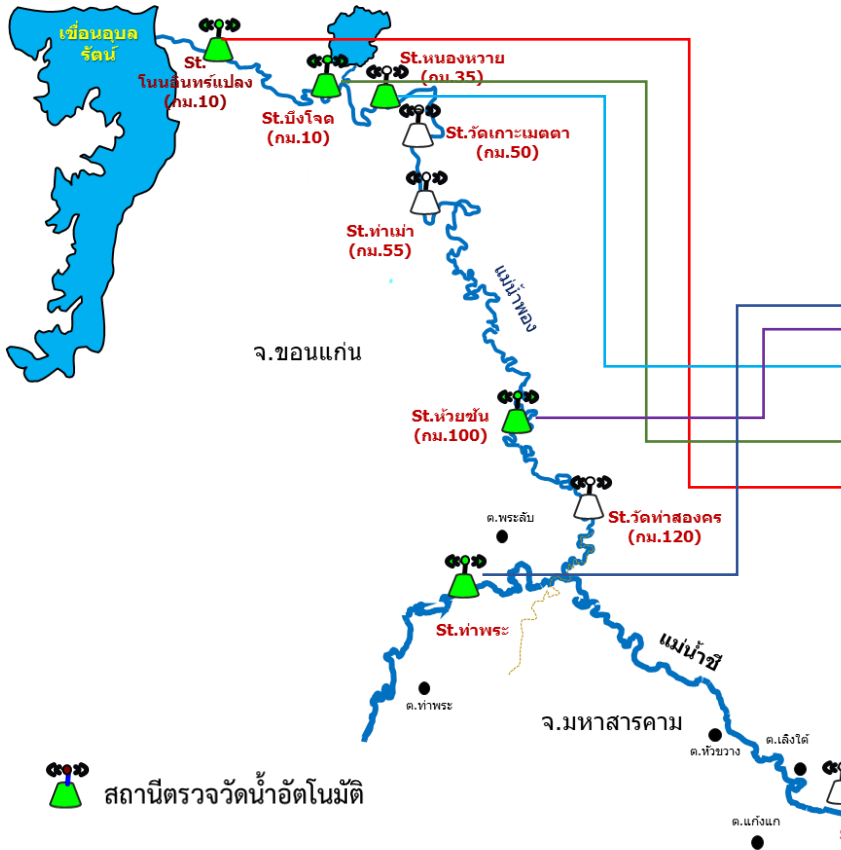 เขื่อนอุบล
รัตน์
St.
โนนอินทร์แปลง
(กม.10)
St.บึงโจด
(กม.10)
St.หนองหวาย
(กม.35)
St.วัดเกาะเมตตา
(กม.50)
St.ท่าเม่า
(กม.55)
แม่น้ำพอง
จ.ขอนแก่น
St.ห้วยซัน
(กม.100)
St.วัดท่าสองคร
(กม.120)
ต.พระลับ
St.ท่าพระ
แม่น้ำชี
ต.ท่าพระ
จ.มหาสารคาม
ต.หัวขวาง
ต.เลิงใต้
ต.แก้งแก
สถานีตรวจวัดน้ำอัตโนมัติ